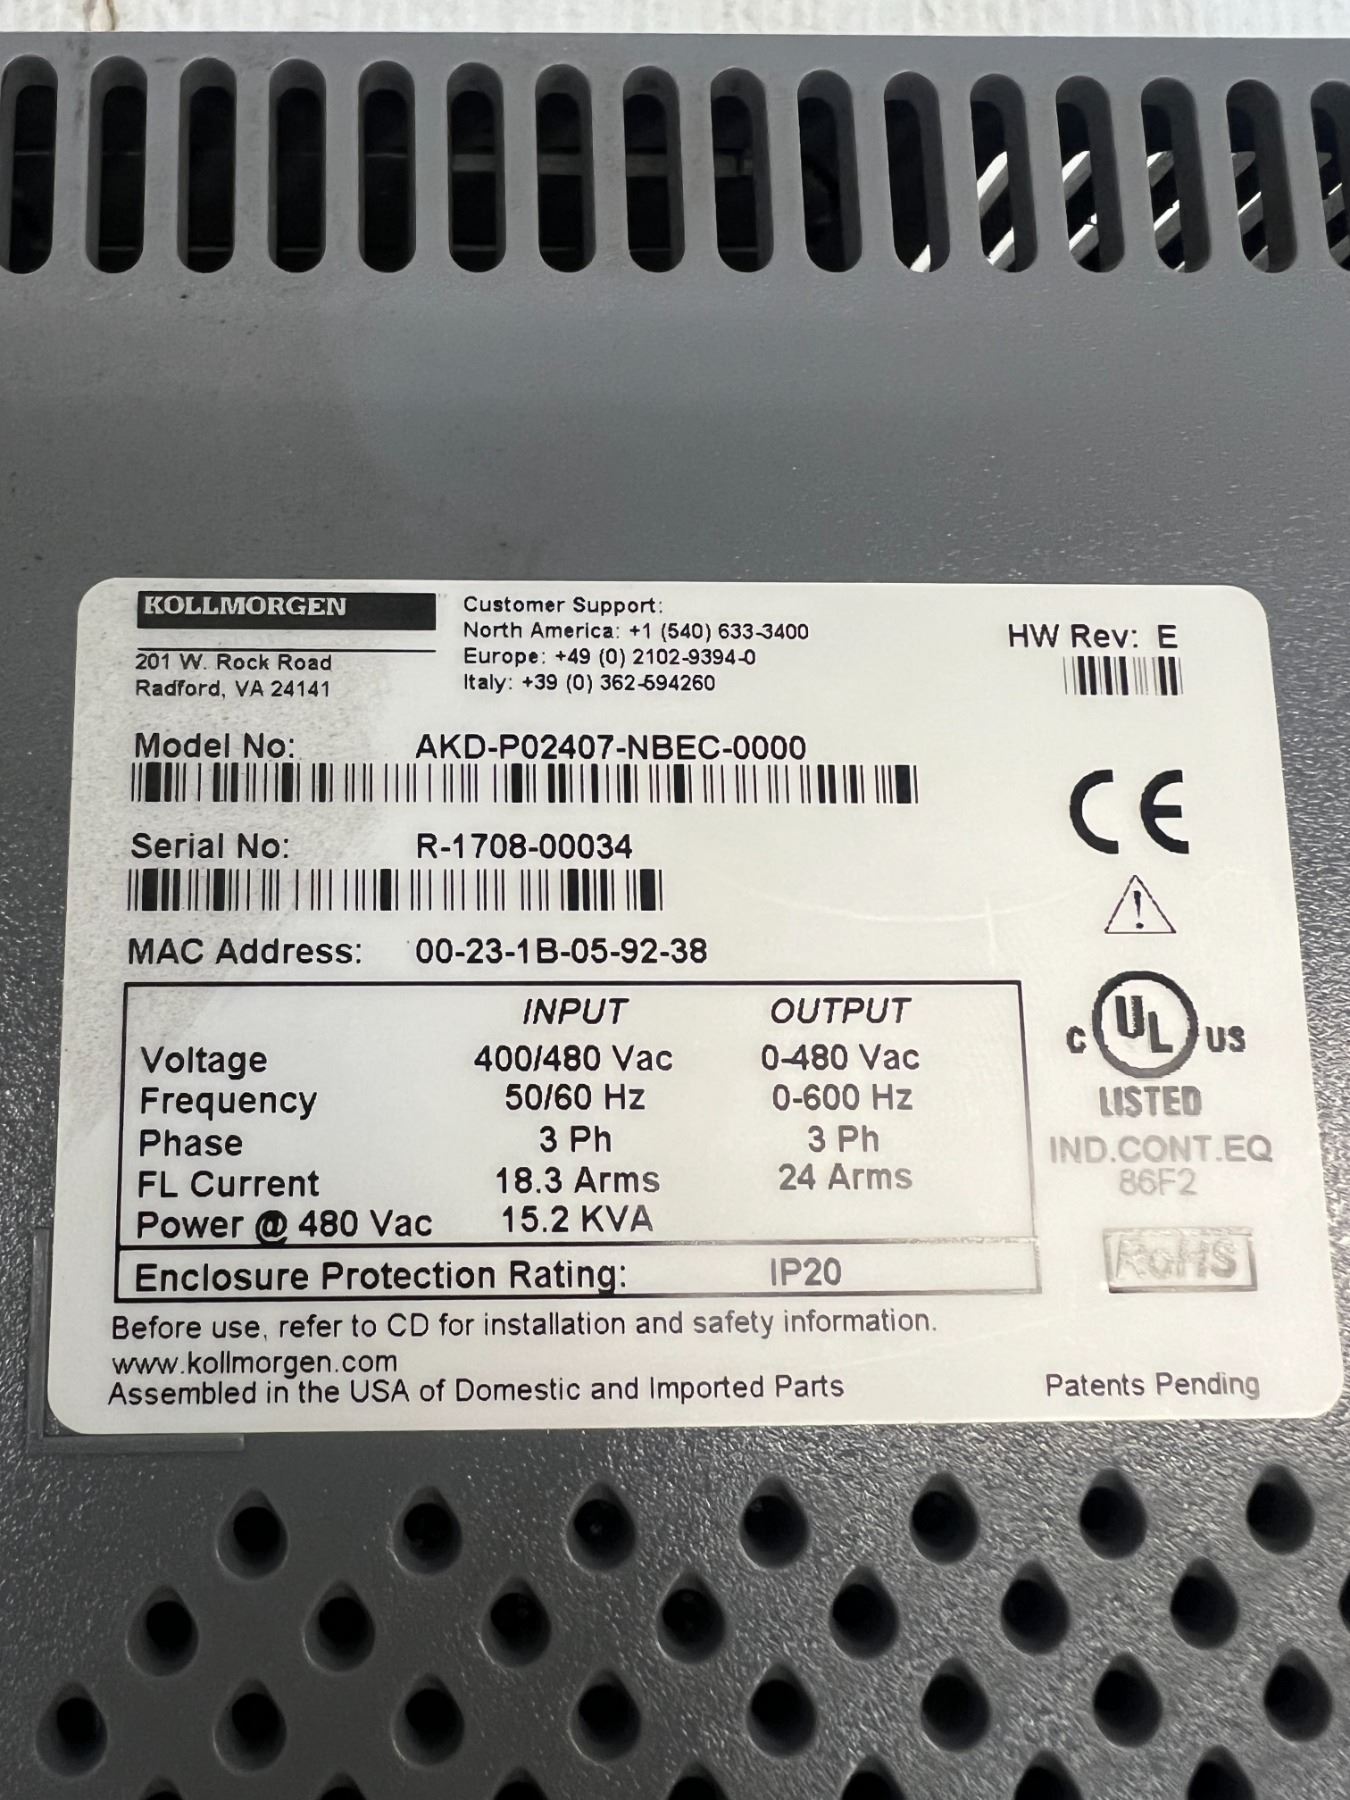 KOLLMORGEN
201 W. Rock Road
Radford, VA 24141
Customer Support:
North America: +1 (540) 633-3400
Europe: +49 (0) 2102-9394-0
Italy: +39 (0) 362-594260
HW Rev: E
Model No: AKD-P02407-NBEC-0000
Serial No: R-1708-00034
MAC Address: 00-23-1B-05-92-38
INPUT OUTPUT
Voltage 400/480 Vac 0-480 Vac
Frequency 50/60 Hz 0-600 Hz
Phase 3 Ph 3 Ph
FL Current 18.3 Arms 24 Arms
Power @ 480 Vac 15.2 KVA
Enclosure Protection Rating: IP20
Before use, refer to CD for installation and safety information.
www.kollmorgen.com
Assembled in the USA of Domestic and Imported Parts
CE
!
C UL US
LISTED
IND.CONT.EQ
86F2
RoHS
Patents Pending